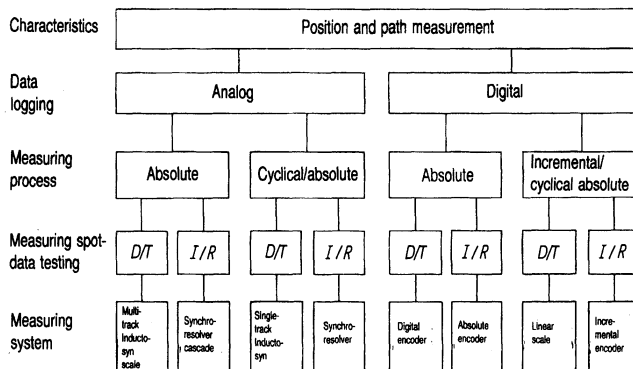 Characteristics
Position and path measurement
Data
logging
Analog
Digital
Measuring
process
Absolute
Cyclical/absolute
Absolute
Incremental/
cyclical absolute
Measuring spot-
data testing
D/T
I/R
D/T
I/R
D/T
I/R
D/T
I/R
Measuring
system
Multi-
track
Inducto-
syn
scale
Synchro-
resolver
cascade
Single-
track
Inducto-
syn
Synchro-
resolver
Digital
encoder
Absolute
encoder
Linear
scale
Incre-
mental
encoder